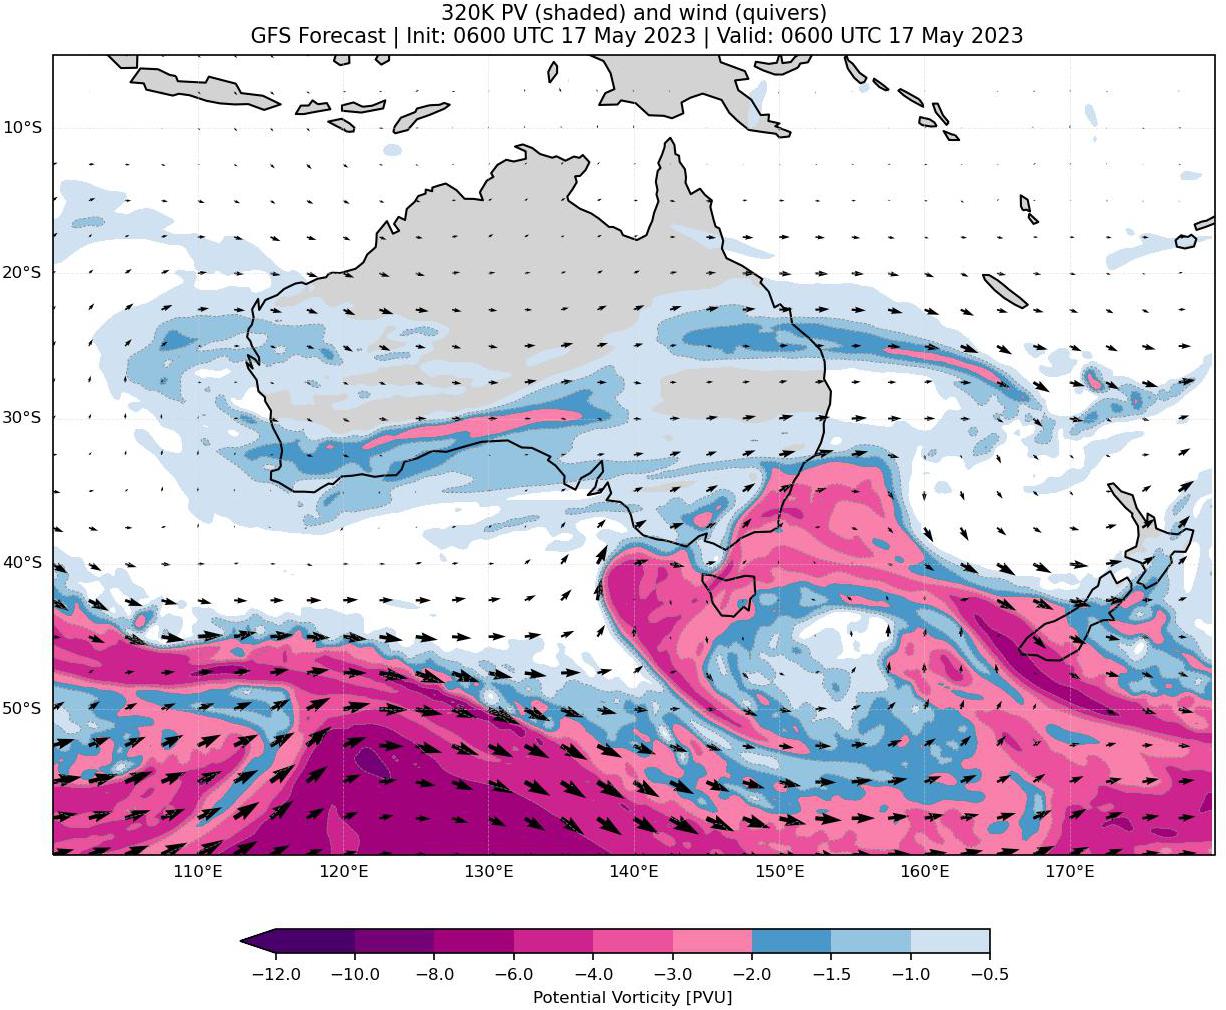 320K PV (shaded) and wind (quivers)
GFS Forecast | Init: 0600 UTC 17 May 2023 | Valid: 0600 UTC 17 May 2023
10°S
20°S
30°S
40°S
50°S
110°E 120°E 130°E 140°E 150°E 160°E 170°E
−12.0 −10.0 −8.0 −6.0 −4.0 −3.0 −2.0 −1.5 −1.0 −0.5
Potential Vorticity [PVU]